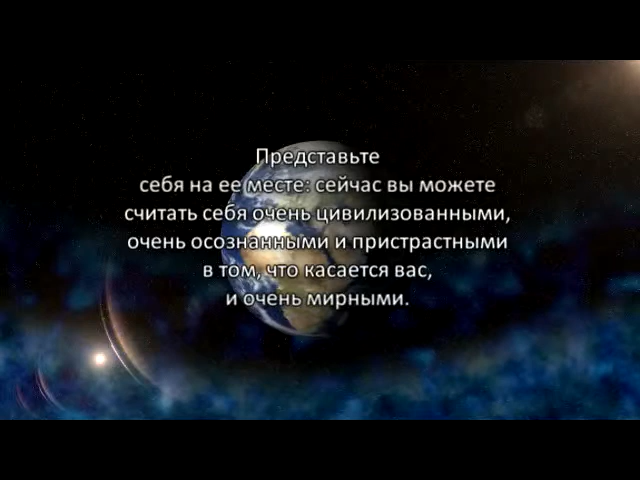 Представьте
себя на ее месте: сейчас вы можете
считать себя очень цивилизованными,
очень осознанными и пристрастными
в том, что касается вас,
и очень мирными.